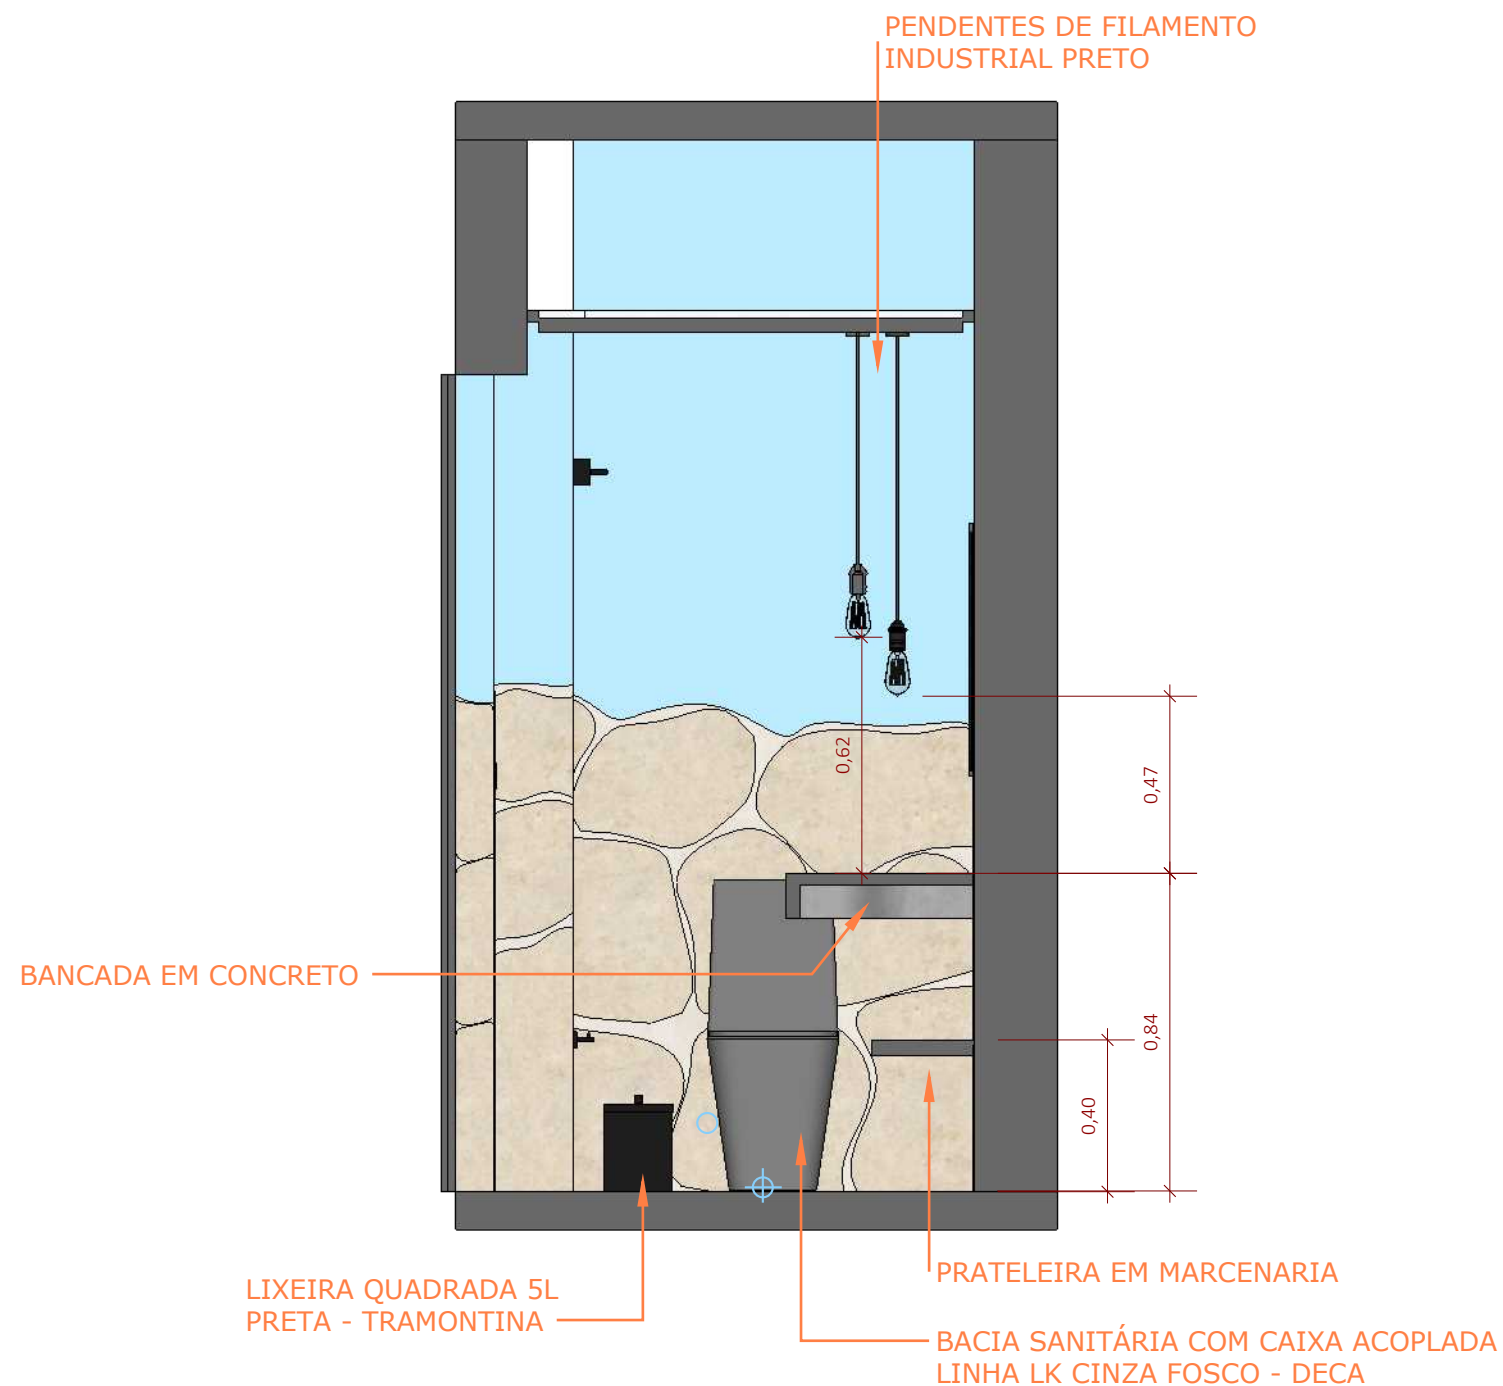 PENDENTES DE FILAMENTO
INDUSTRIAL PRETO
0,62
0,47
BANCADA EM CONCRETO
0,84
0,40
LIXEIRA QUADRADA 5L
PRETA - TRAMONTINA
PRATELEIRA EM MARCENARIA
BACIA SANITÁRIA COM CAIXA ACOPLADA
LINHA LK CINZA FOSCO - DECA